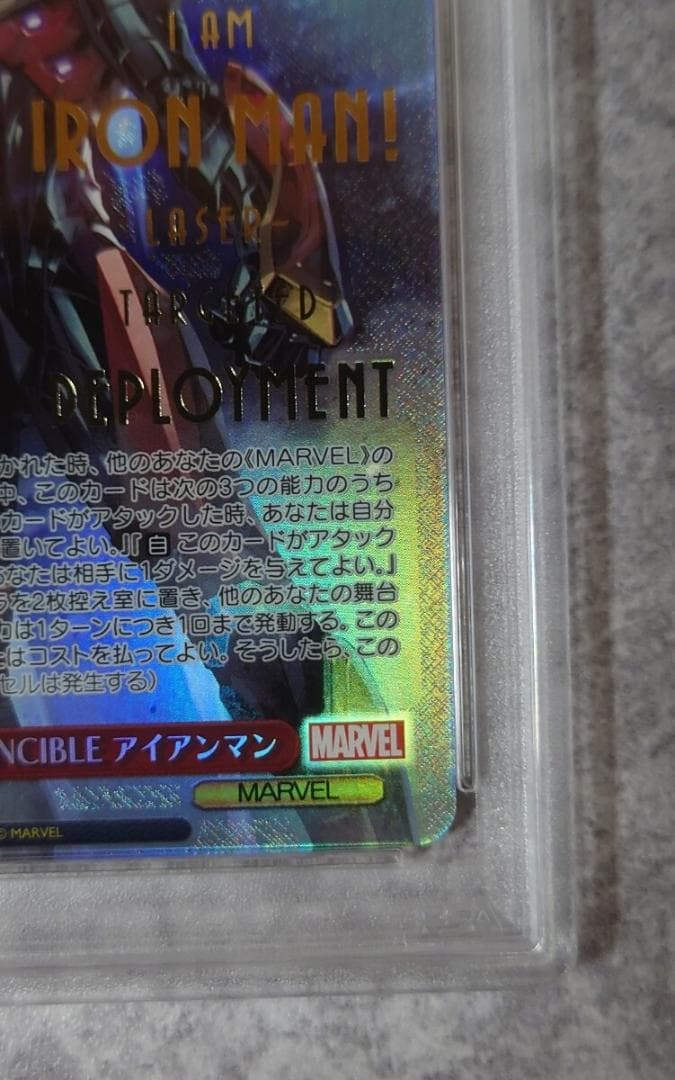 I AM
IRON MAN!
LASER-
TARGETED
DEPLOYMENT
かれた時、他のあなたの《MARVEL》の
中、このカードは次の3つの能力のうち
カードがアタックした時、あなたは自分
置いてよい。』『自 このカードがアタック
あなたは相手に1ダメージを与えてよい。』
を2枚控え室に置き、他のあなたの舞台
は1ターンにつき1回まで発動する。この
はコストを払ってよい。そうしたら、この
セルは発生する）
NCIBLE アイアンマン
MARVEL
MARVEL
© MARVEL